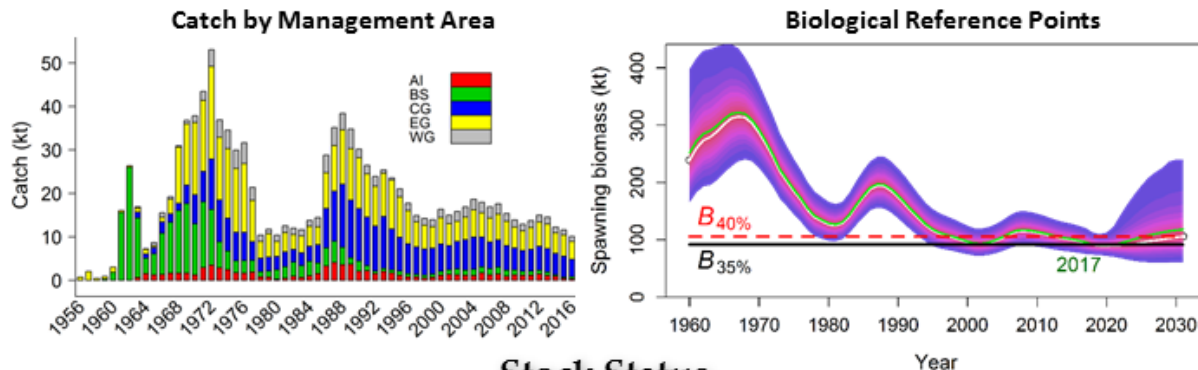 Catch by Management Area
50
40
30
20
10
0
Catch (kt)
AI
BS
CG
EG
WG
1956
1960
1964
1968
1972
1976
1980
1984
1988
1992
1996
2000
2004
2008
2012
2016
Biological Reference Points
400
300
200
100
0
Spawning biomass (kt)
B40%
B35%
2017
1960
1970
1980
1990
2000
2010
2020
2030
Year
Stock Status